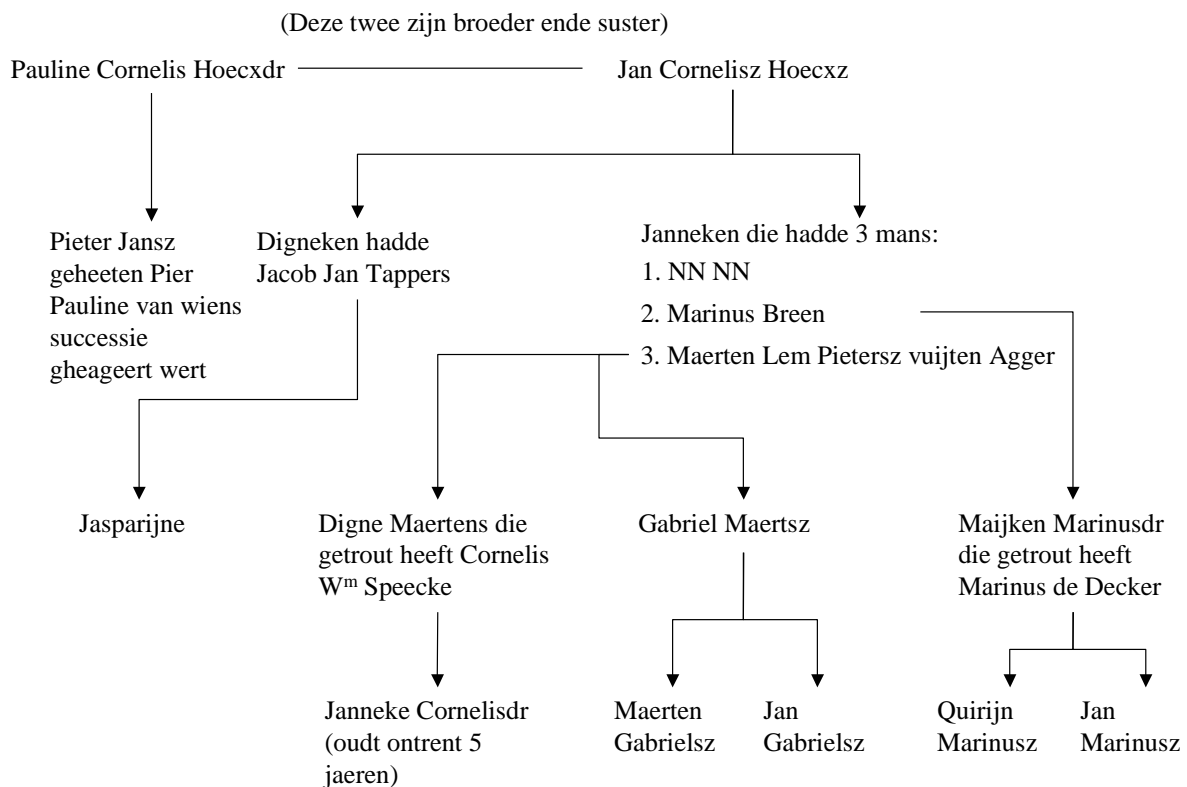 (Deze twee zijn broeder ende suster)
Pauline Cornelis Hoecxdr
Jan Cornelisz Hoecxz
Pieter Jansz
geheeten Pier
Pauline van wiens
successie
gheageert wert
Digneken hadde
Jacob Jan Tappers
Janneken die hadde 3 mans:
1. NN NN
2. Marinus Breen
3. Maerten Lem Pietersz vuijten Agger
Jasparijne
Digne Maertens die
getrout heeft Cornelis
Wᵐ Speecke
Gabriel Maertsz
Maijken Marinusdr
die getrout heeft
Marinus de Decker
Janneke Cornelisdr
(oudt ontrent 5
jaeren)
Maerten
Gabrielsz
Jan
Gabrielsz
Quirijn
Marinusz
Jan
Marinusz